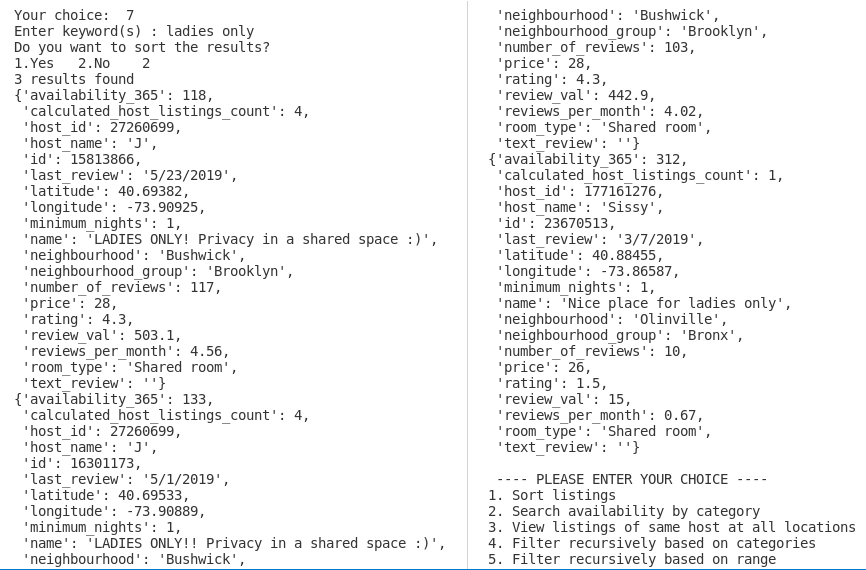 Your choice:  7
Enter keyword(s) : ladies only
Do you want to sort the results?
1.Yes   2.No    2
3 results found
{'availability_365': 118,
 'calculated_host_listings_count': 4,
 'host_id': 27260699,
 'host_name': 'J',
 'id': 15813866,
 'last_review': '5/23/2019',
 'latitude': 40.69382,
 'longitude': -73.90925,
 'minimum_nights': 1,
 'name': 'LADIES ONLY! Privacy in a shared space :)',
 'neighbourhood': 'Bushwick',
 'neighbourhood_group': 'Brooklyn',
 'number_of_reviews': 117,
 'price': 28,
 'rating': 4.3,
 'review_val': 503.1,
 'reviews_per_month': 4.56,
 'room_type': 'Shared room',
 'text_review': ''}
{'availability_365': 133,
 'calculated_host_listings_count': 4,
 'host_id': 27260699,
 'host_name': 'J',
 'id': 16301173,
 'last_review': '5/1/2019',
 'latitude': 40.69533,
 'longitude': -73.90889,
 'minimum_nights': 1,
 'name': 'LADIES ONLY!! Privacy in a shared space :)',
 'neighbourhood': 'Bushwick',
 'neighbourhood': 'Bushwick',
 'neighbourhood_group': 'Brooklyn',
 'number_of_reviews': 103,
 'price': 28,
 'rating': 4.3,
 'review_val': 442.9,
 'reviews_per_month': 4.02,
 'room_type': 'Shared room',
 'text_review': ''}
{'availability_365': 312,
 'calculated_host_listings_count': 1,
 'host_id': 177161276,
 'host_name': 'Sissy',
 'id': 23670513,
 'last_review': '3/7/2019',
 'latitude': 40.88455,
 'longitude': -73.86587,
 'minimum_nights': 1,
 'name': 'Nice place for ladies only',
 'neighbourhood': 'Olinville',
 'neighbourhood_group': 'Bronx',
 'number_of_reviews': 10,
 'price': 26,
 'rating': 1.5,
 'review_val': 15,
 'reviews_per_month': 0.67,
 'room_type': 'Shared room',
 'text_review': ''}
 ---- PLEASE ENTER YOUR CHOICE ----
1. Sort listings
2. Search availability by category
3. View listings of same host at all locations
4. Filter recursively based on categories
5. Filter recursively based on range